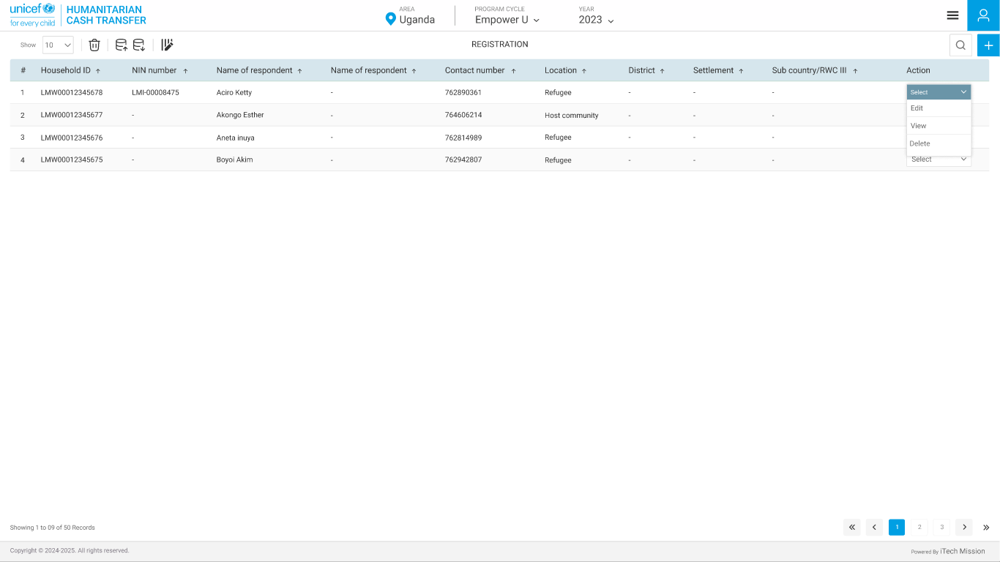 unicef
for every child
HUMANITARIAN
CASH TRANSFER
AREA
Uganda
PROGRAM CYCLE
Empower U
YEAR
2023
Show 10
REGISTRATION
# Household ID NIN number Name of respondent Name of respondent Contact number Location District Settlement Sub country/RWC III Action
1 LMW00012345678 LMI-00008475 Aciro Ketty - 762890361 Refugee - - - Select
2 LMW00012345677 - Akongo Esther - 764606214 Host community - - - Edit
View
3 LMW00012345676 - Aneta inuya - 762814989 Refugee - - - Delete
4 LMW00012345675 - Boyoi Akim - 762942807 Refugee - - - Select
Showing 1 to 09 of 50 Records
« ‹ 1 2 3 › »
Copyright © 2024-2025. All rights reserved.
Powered By iTech Mission